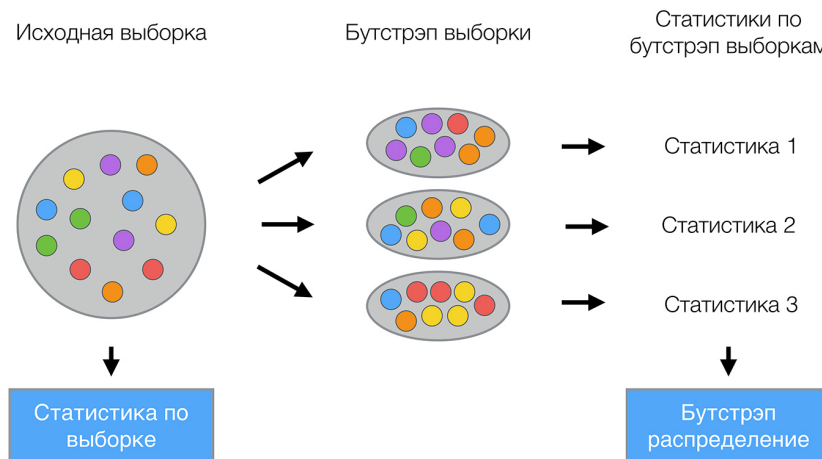 Исходная выборка
Бутстрэп выборки
Статистики по
бутстрэп выборкам
Статистика 1
Статистика 2
Статистика 3
Статистика по
выборке
Бутстрэп
распределение